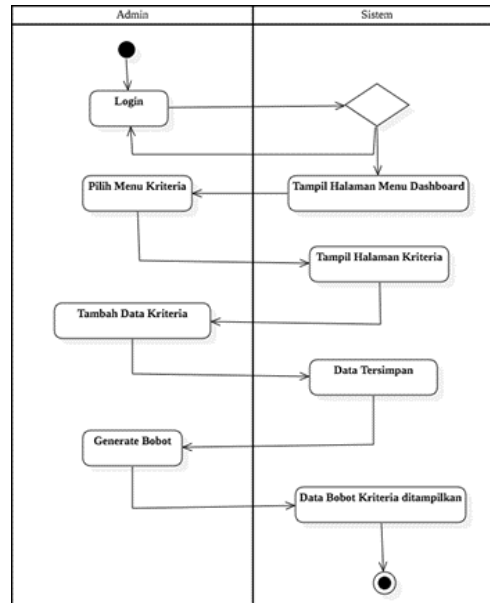 Admin
Sistem
Login
Pilih Menu Kriteria
Tampil Halaman Menu Dashboard
Tampil Halaman Kriteria
Tambah Data Kriteria
Data Tersimpan
Generate Bobot
Data Bobot Kriteria ditampilkan